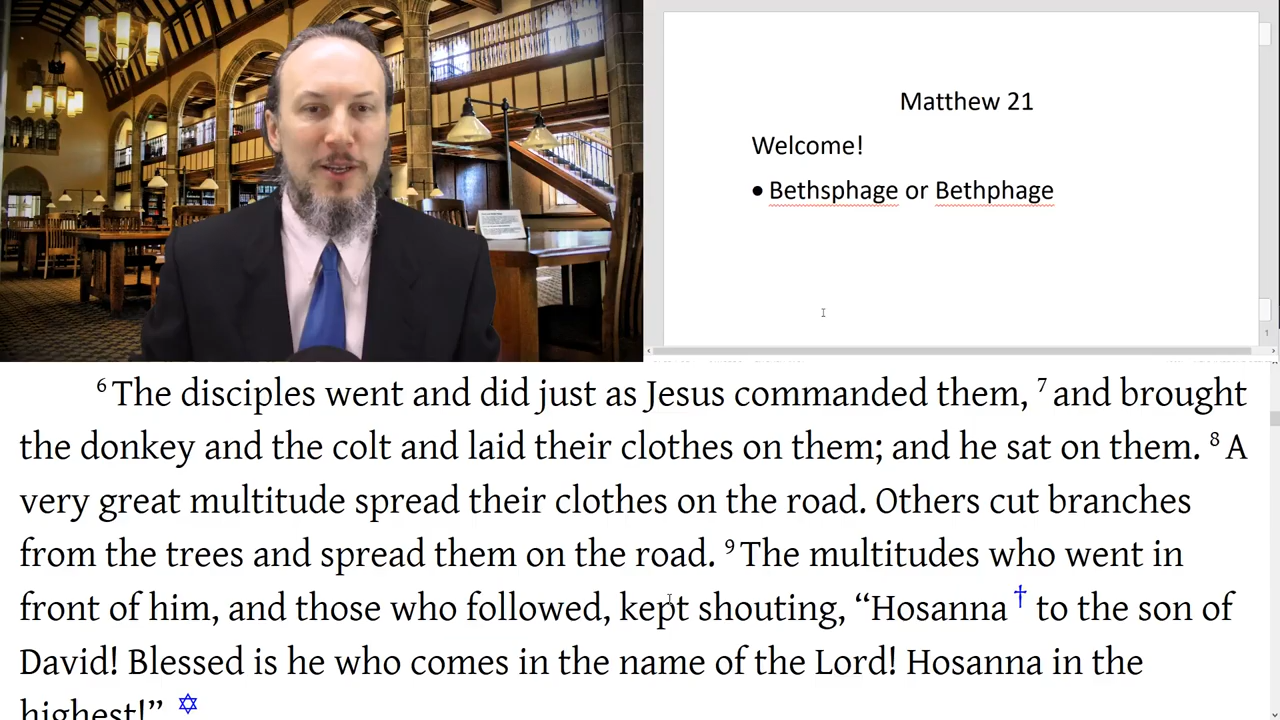 Matthew 21
Welcome!
• Bethsphage or Bethphage
1
⁶ The disciples went and did just as Jesus commanded them, ⁷ and brought
the donkey and the colt and laid their clothes on them; and he sat on them. ⁸ A
very great multitude spread their clothes on the road. Others cut branches
from the trees and spread them on the road. ⁹ The multitudes who went in
front of him, and those who followed, kept shouting, “Hosanna † to the son of
David! Blessed is he who comes in the name of the Lord! Hosanna in the
highest!” ✡